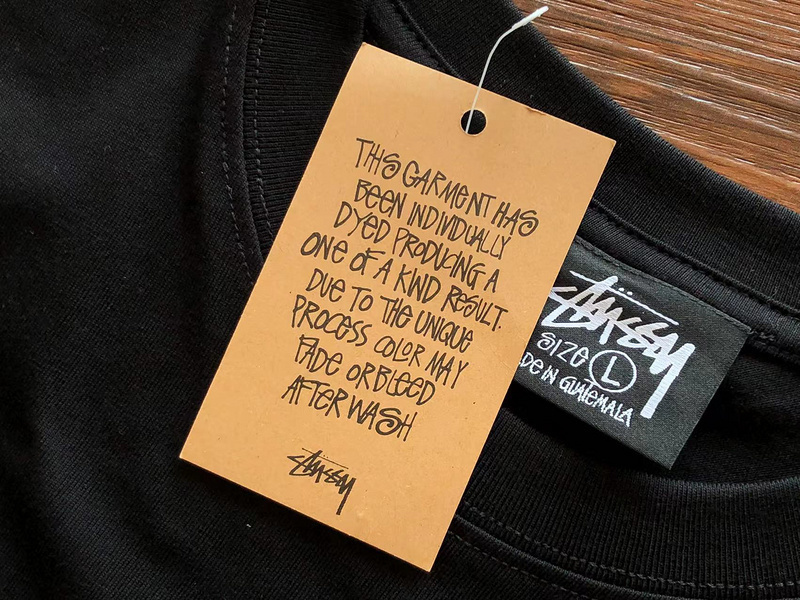 THIS GARMENT HAS
BEEN INDIVIDUALLY
DYED PRODUCING A
ONE OF A KIND RESULT.
DUE TO THE UNIQUE
PROCESS COLOR MAY
FADE OR BLEED
AFTER WASH
STÜSSY
STÜSSY
SIZE L
DE IN GUATEMALA